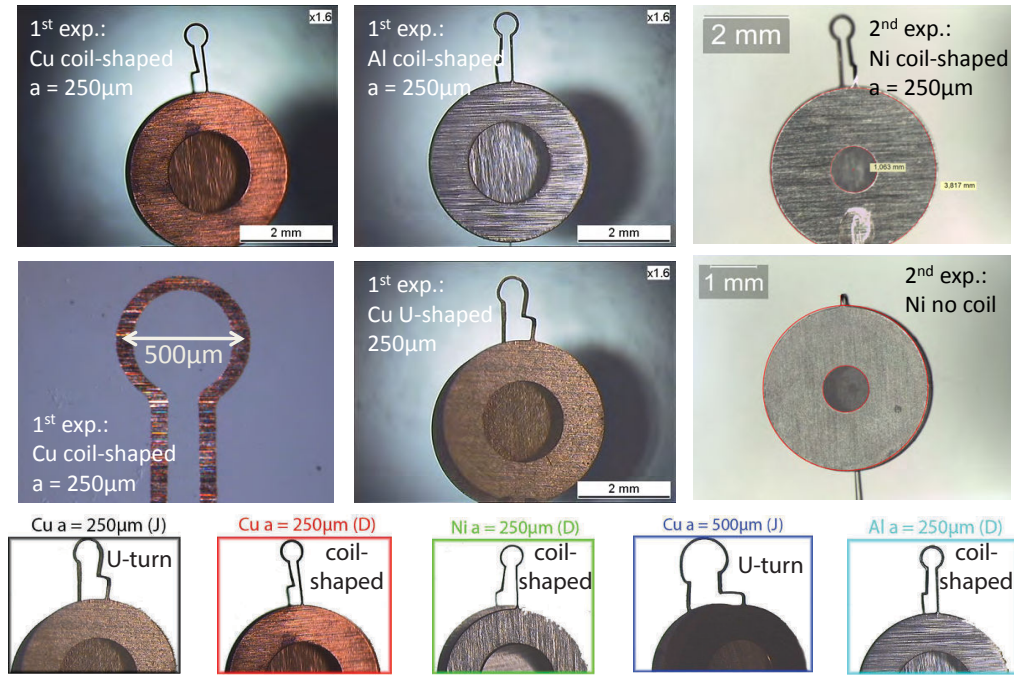 1st exp.:
Cu coil-shaped
a = 250µm
x1.6
2 mm
1st exp.:
Al coil-shaped
a = 250µm
x1.6
2 mm
2 mm
2nd exp.:
Ni coil-shaped
a = 250µm
1,063 mm
3,817 mm
500µm
1st exp.:
Cu coil-shaped
a = 250µm
1st exp.:
Cu U-shaped
250µm
x1.6
2 mm
1 mm
2nd exp.:
Ni no coil
Cu a = 250µm (J)
U-turn
Cu a = 250µm (D)
coil-
shaped
Ni a = 250µm (D)
coil-
shaped
Cu a = 500µm (J)
U-turn
Al a = 250µm (D)
coil-
shaped